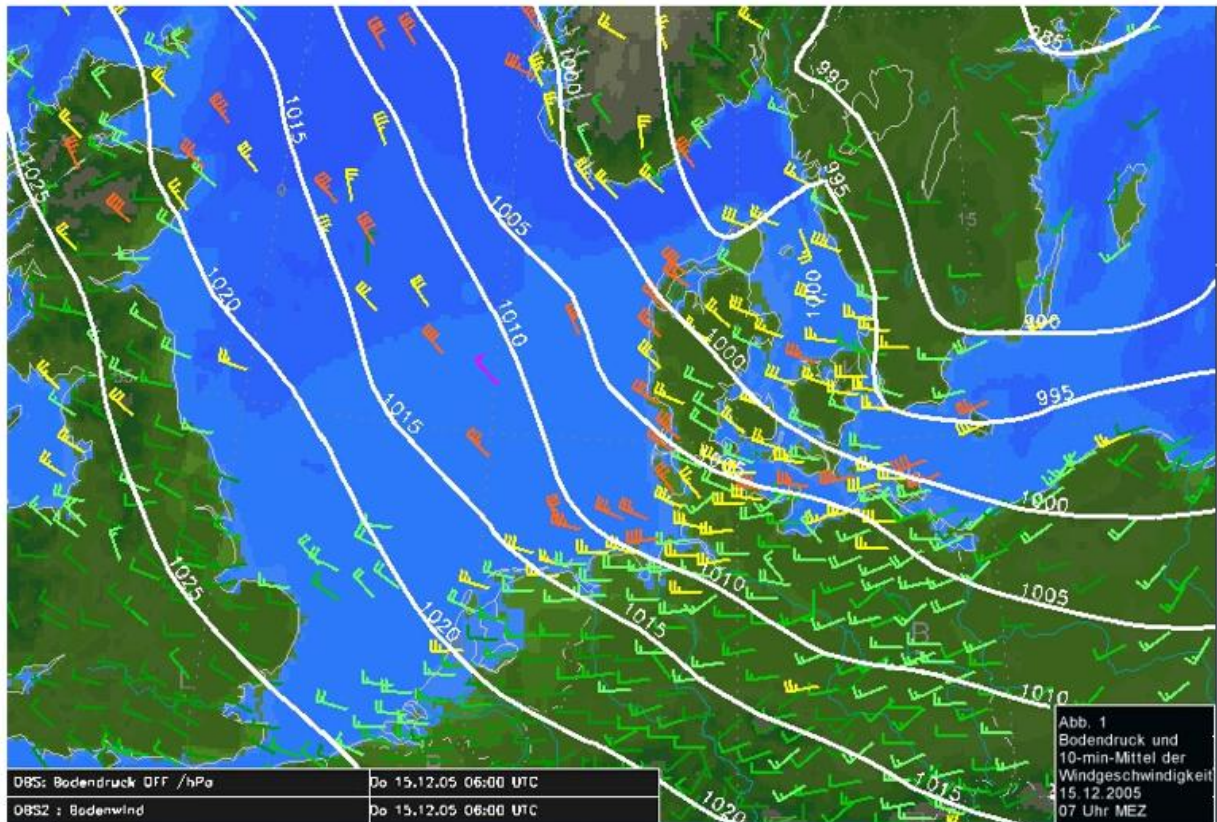 985
1000
990
1015
1025
995
1005
15
1020
1000
1010
1000
990
1015
995
1005
1000
1025
1010
1005
1020
1015
B
L
1010
Abb. 1
Bodendruck und
10-min-Mittel der
Windgeschwindigkeit
15.12.2005
07 Uhr MEZ
1015
1020
OBS: Bodendruck OFF /hPa Do 15.12.05 06:00 UTC
OBS2 : Bodenwind Do 15.12.05 06:00 UTC